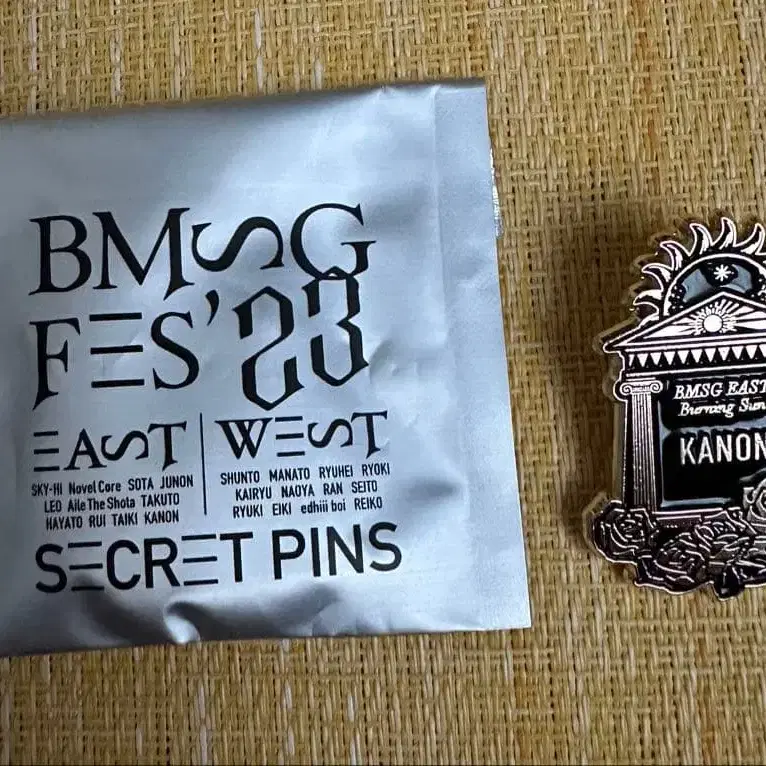 BMSG
FES'23
EAST | WEST
SKY-HI Novel Core SOTA JUNON
LEO Aile The Shota TAKUTO
HAYATO RUI TAIKI KANON
SHUNTO MANATO RYUHEI RYOKI
KAIRYU NAOYA RAN SEITO
RYUKI EIKI edhiii boi REIKO
SECRET PINS
BMSG EAST
Burning Sun
KANON